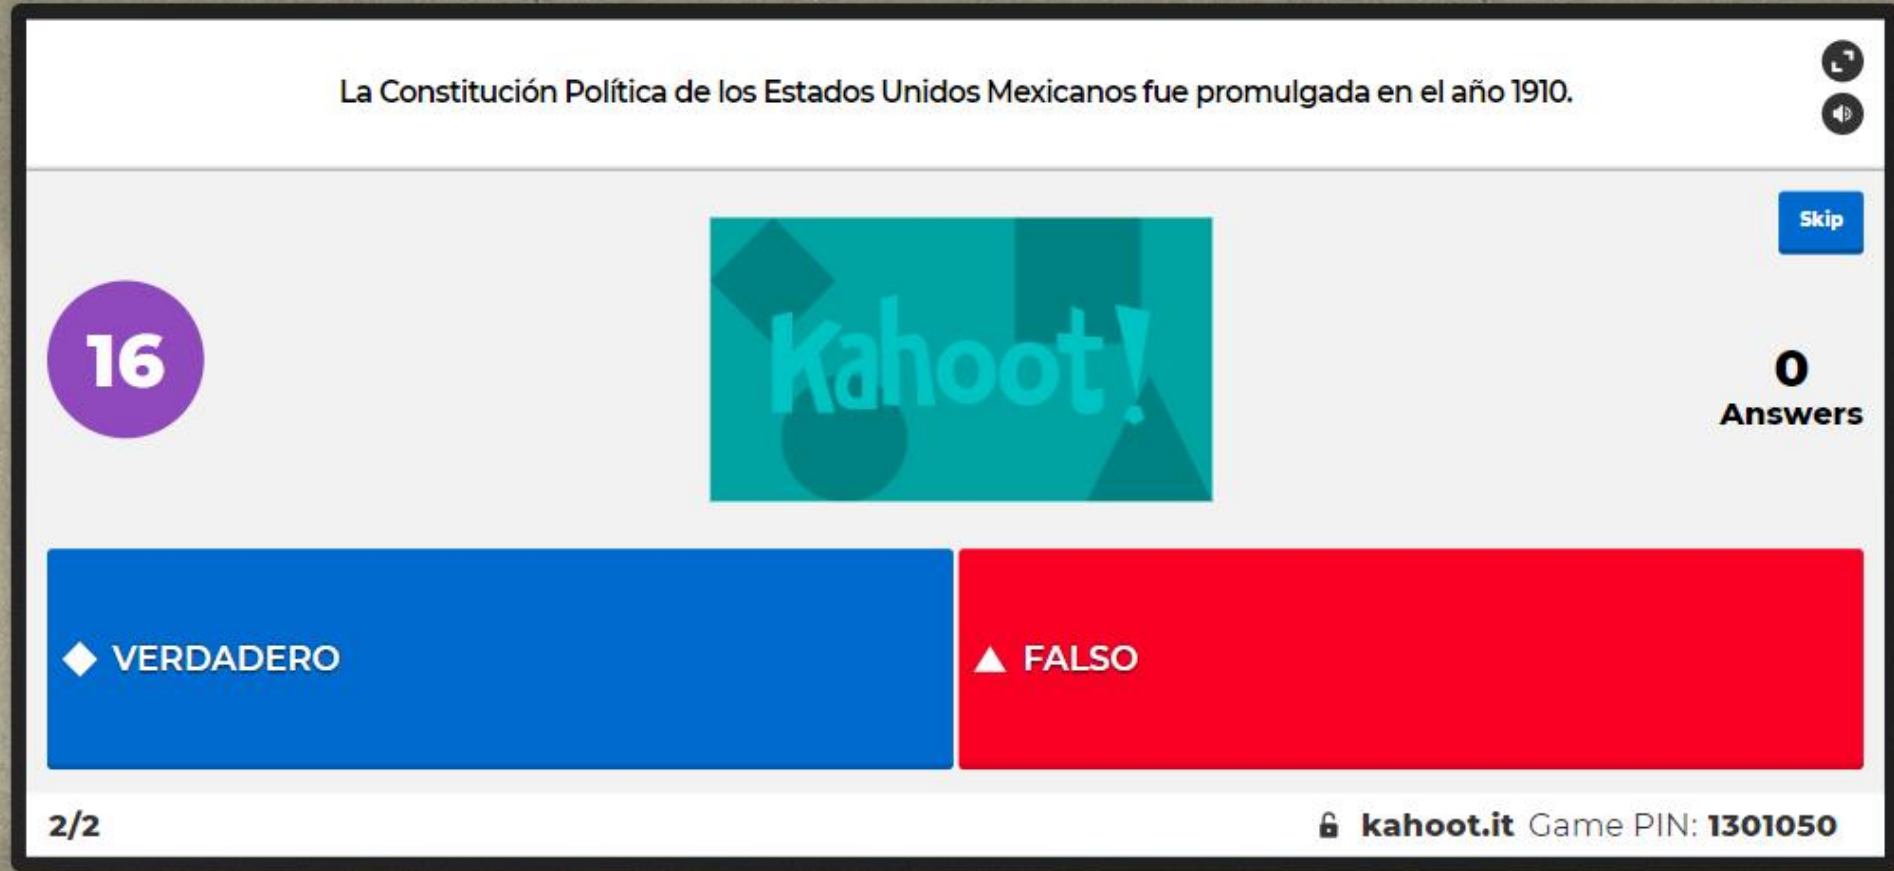 La Constitución Política de los Estados Unidos Mexicanos fue promulgada en el año 1910.
Skip
16
Kahoot!
0
Answers
VERDADERO
FALSO
2/2
kahoot.it Game PIN: 1301050